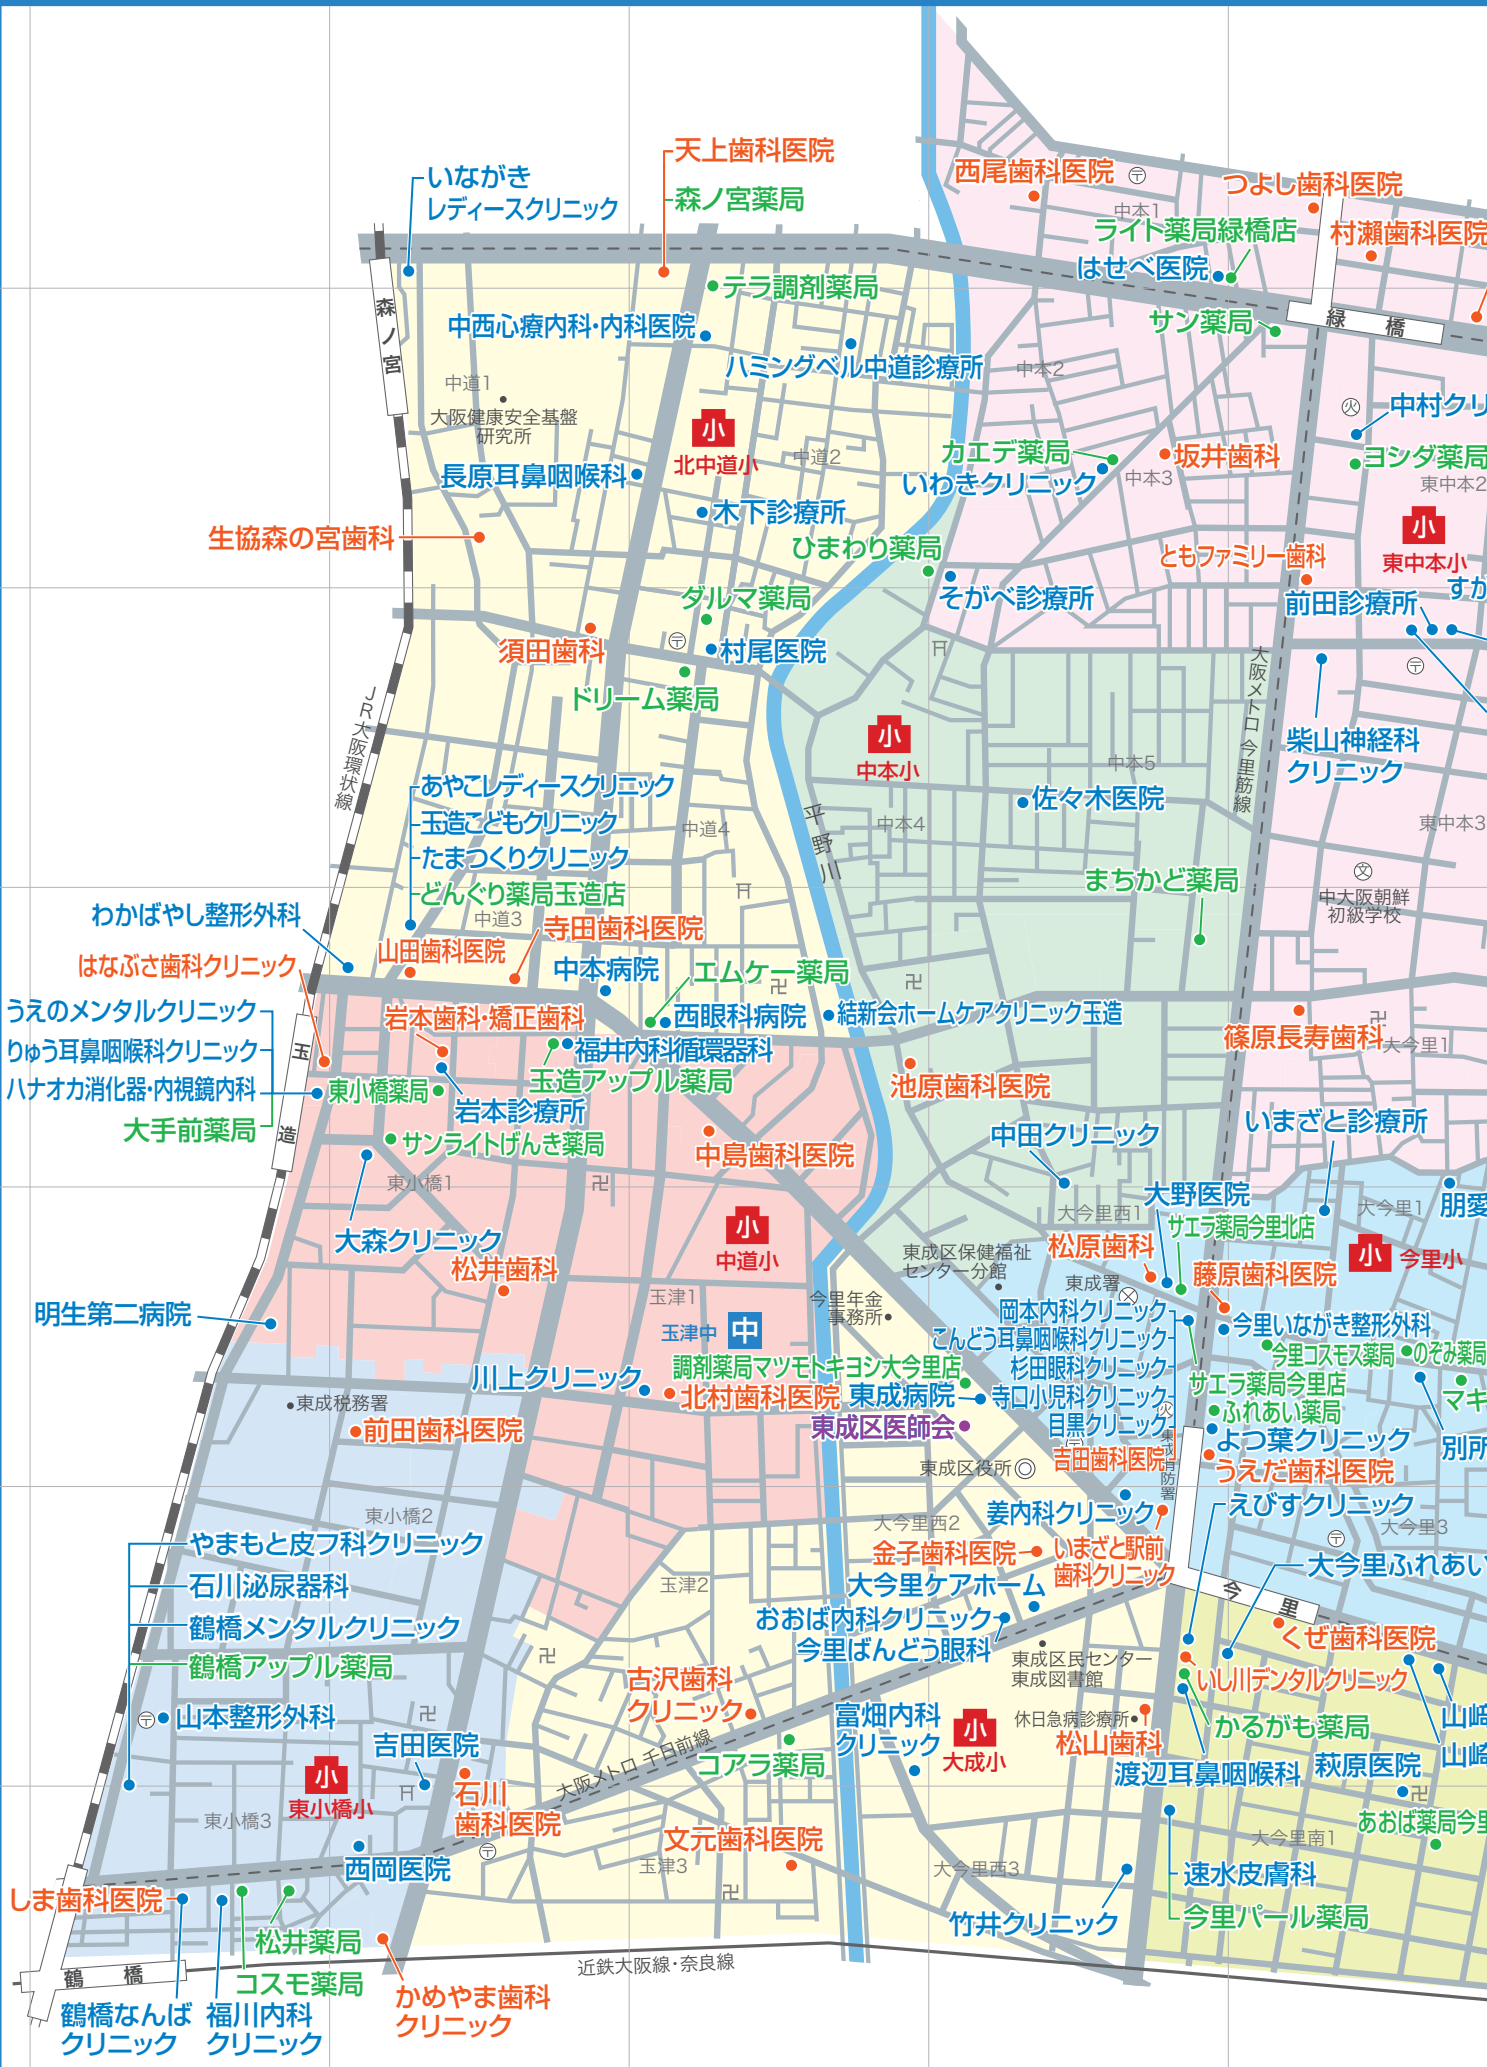 天上歯科医院
いながき
レディースクリニック
森ノ宮薬局
西尾歯科医院
〒
つよし歯科医院
中本1
ライト薬局緑橋店
村瀬歯科医院
はせべ医院
テラ調剤薬局
森ノ宮
中西心療内科・内科医院
サン薬局
緑橋
ハミングベル中道診療所
中本2
中道1
大阪健康安全基盤
研究所
火
中村クリ
小
北中道小
中道2
カエデ薬局
坂井歯科
ヨシダ薬局
長原耳鼻咽喉科
いわきクリニック
中本3
東中本2
木下診療所
小
東中本小
生協森の宮歯科
ひまわり薬局
ともファミリー歯科
そがべ診療所
前田診療所
すか
ダルマ薬局
須田歯科
〒
村尾医院
〒
ドリーム薬局
JR大阪環状線
大阪メトロ 今里筋線
小
中本小
柴山神経科
クリニック
中本5
あやこレディースクリニック
玉造こどもクリニック
たまつくりクリニック
どんぐり薬局玉造店
佐々木医院
中道4
平野川
中本4
東中本3
まちかど薬局
文
中大阪朝鮮
初級学校
わかばやし整形外科
中道3
寺田歯科医院
山田歯科医院
はなぶさ歯科クリニック
中本病院
エムケー薬局
うえのメンタルクリニック
岩本歯科・矯正歯科
西眼科病院
結新会ホームケアクリニック玉造
篠原長寿歯科
大今里1
りゅう耳鼻咽喉科クリニック
玉造
福井内科循環器科
玉造アップル薬局
池原歯科医院
ハナオカ消化器・内視鏡内科
東小橋薬局
岩本診療所
大手前薬局
サンライトげんき薬局
中島歯科医院
中田クリニック
いまざと診療所
東小橋1
大野医院
大今里1
朋愛
大今里西1
サエラ薬局今里北店
大森クリニック
小
中道小
東成区保健福祉
センター分館
松原歯科
小
今里小
松井歯科
東成署
藤原歯科医院
明生第二病院
玉津1
今里年金
事務所
岡本内科クリニック
こんどう耳鼻咽喉科クリニック
杉田眼科クリニック
寺口小児科クリニック
目黒クリニック
吉田歯科医院
玉津中
中
今里いながき整形外科
今里コスモス薬局
のぞみ薬局
調剤薬局マツモトキヨシ大今里店
サエラ薬局今里店
川上クリニック
北村歯科医院
東成病院
マキ
東成税務署
ふれあい薬局
前田歯科医院
東成区医師会
火
東成消防署
よつ葉クリニック
別所
うえだ歯科医院
東成区役所
姜内科クリニック
えびすクリニック
東小橋2
大今里西2
〒
大今里3
やまもと皮フ科クリニック
金子歯科医院
いまざと駅前
歯科クリニック
大今里ふれあい
石川泌尿器科
玉津2
大今里ケアホーム
今里
鶴橋メンタルクリニック
おおば内科クリニック
今里ばんどう眼科
くぜ歯科医院
鶴橋アップル薬局
東成区民センター
東成図書館
いし川デンタルクリニック
古沢歯科
クリニック
〒
山本整形外科
富畑内科
クリニック
小
大成小
休日急病診療所
松山歯科
かるがも薬局
山崎
山崎
吉田医院
コアラ薬局
大阪メトロ 千日前線
渡辺耳鼻咽喉科
萩原医院
小
東小橋小
石川
歯科医院
東小橋3
〒
文元歯科医院
あおば薬局今里
大今里南1
西岡医院
玉津3
大今里西3
速水皮膚科
しま歯科医院
竹井クリニック
今里パール薬局
松井薬局
近鉄大阪線・奈良線
鶴橋
コスモ薬局
かめやま歯科
クリニック
鶴橋なんば
クリニック
福川内科
クリニック